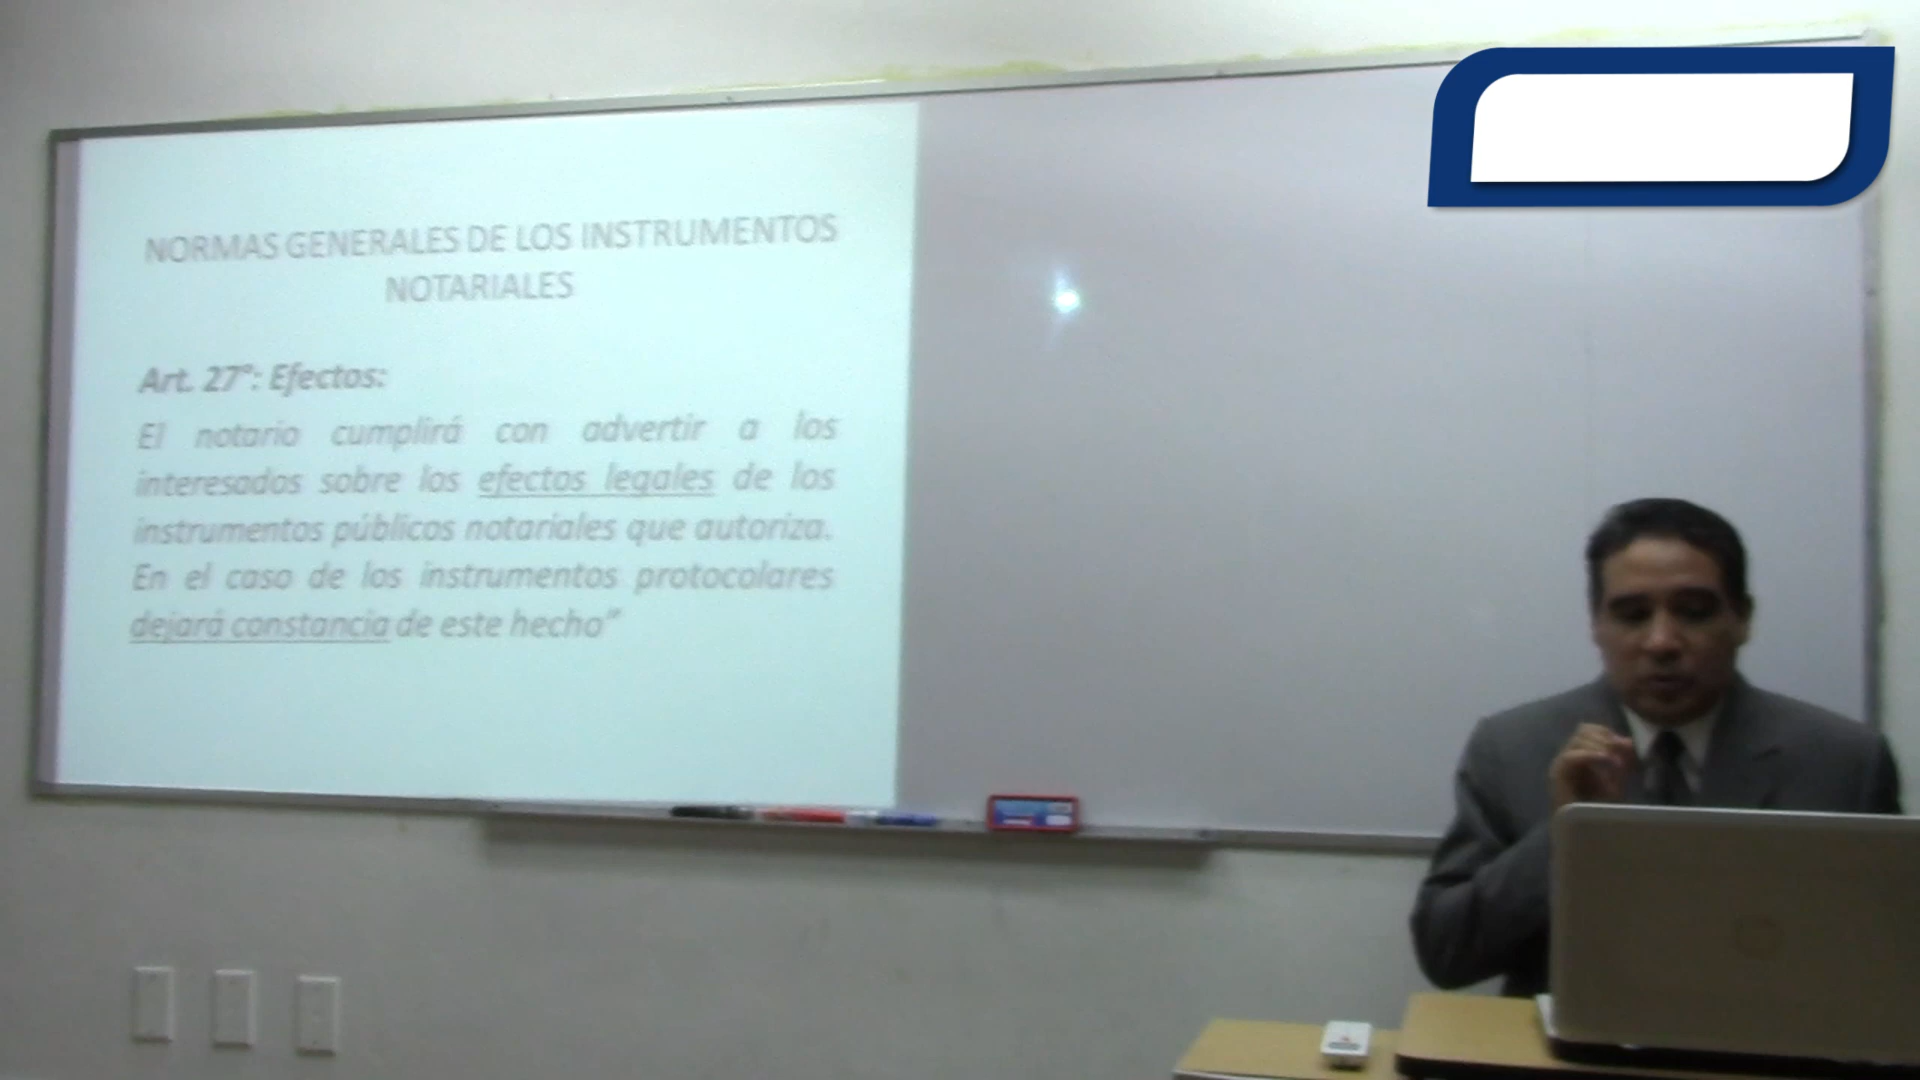 NORMAS GENERALES DE LOS INSTRUMENTOS
NOTARIALES
Art. 27°: Efectos:
El notario cumplirá con advertir a los
interesados sobre los efectos legales de los
instrumentos públicos notariales que autoriza.
En el caso de los instrumentos protocolares
dejará constancia de este hecho"